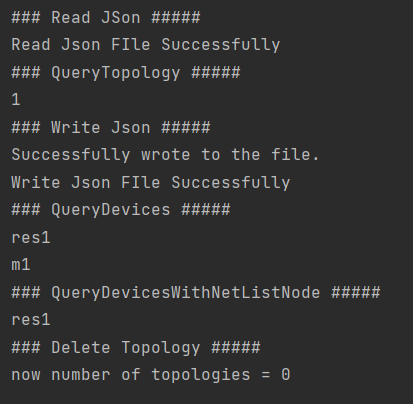 ### Read JSon #####
Read Json FIle Successfully
### QueryTopology #####
1
### Write Json #####
Successfully wrote to the file.
Write Json FIle Successfully
### QueryDevices #####
res1
m1
### QueryDevicesWithNetListNode #####
res1
### Delete Topology #####
now number of topologies = 0